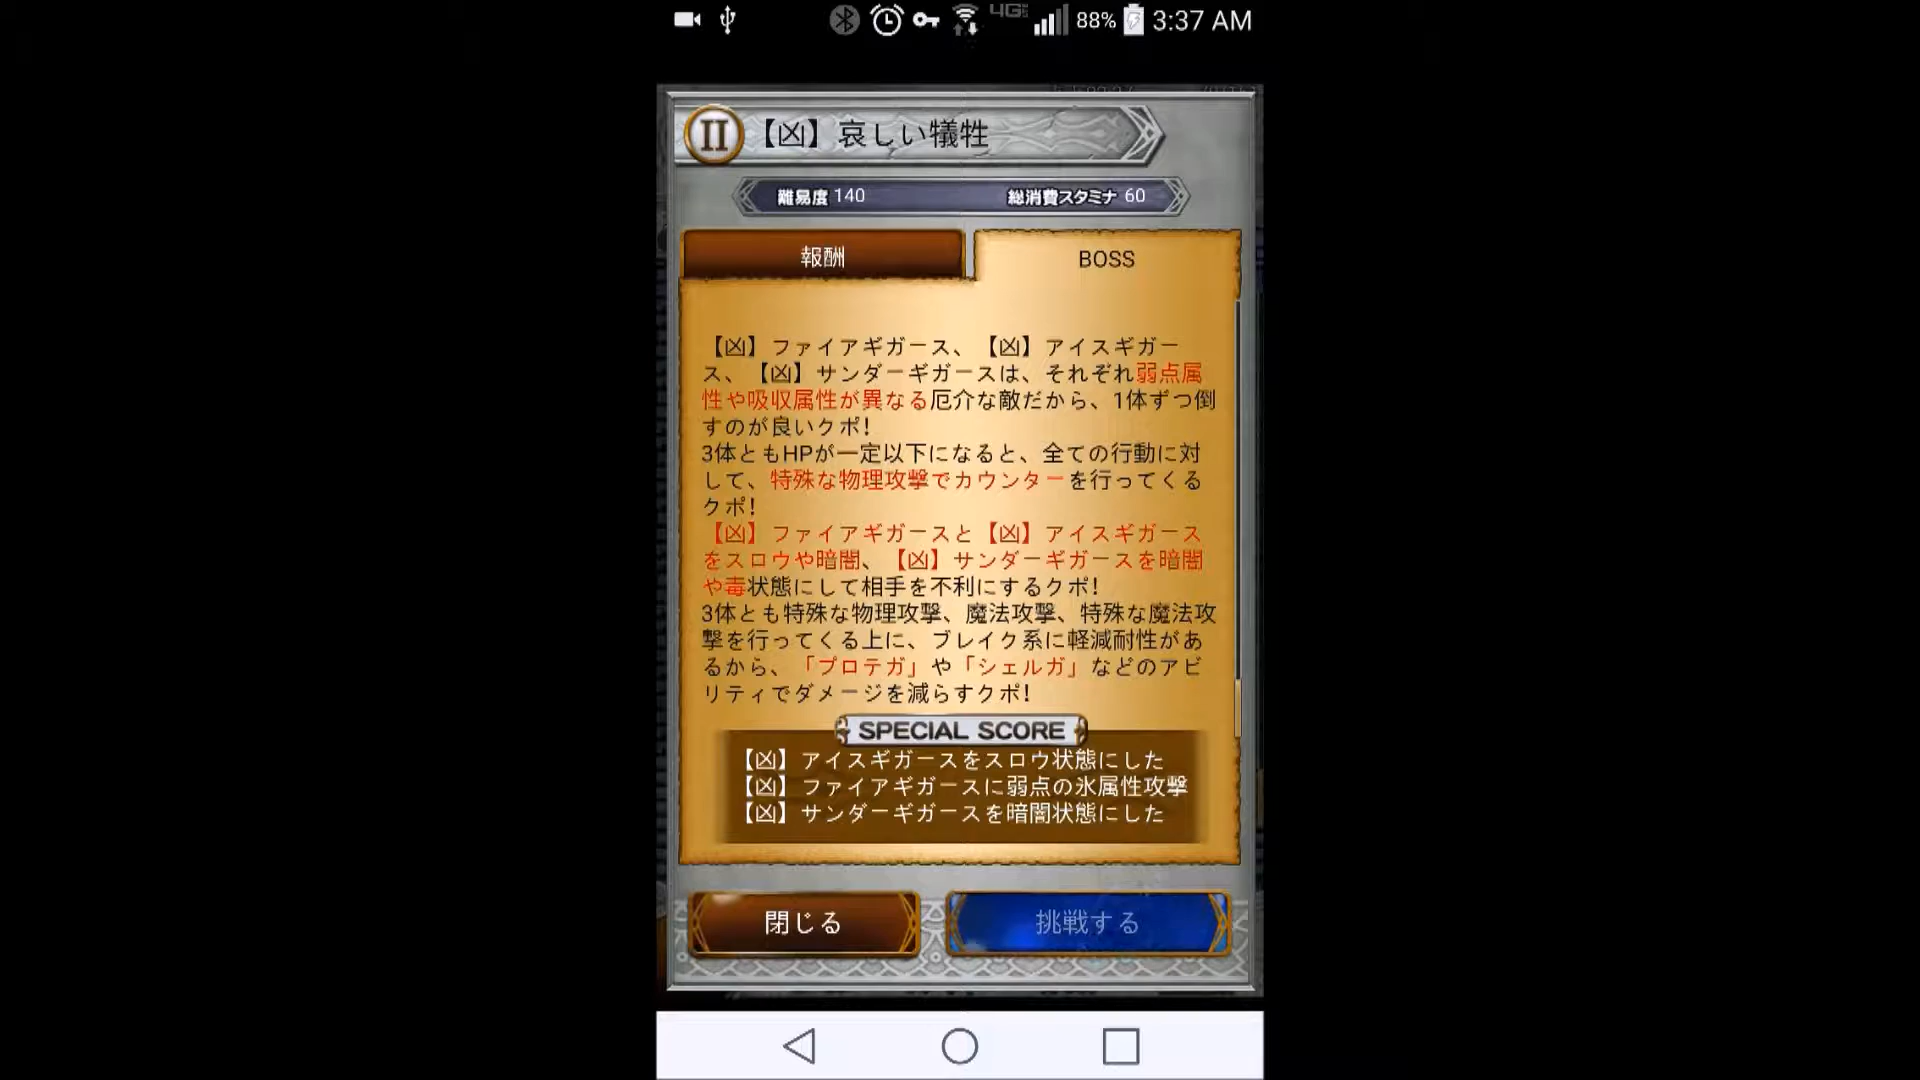 4G 88% 3:37 AM
II 【凶】哀しい犠牲
難易度 140 総消費スタミナ 60
報酬 BOSS
【凶】ファイアギガース、【凶】アイスギガー
ス、【凶】サンダーギガースは、それぞれ弱点属
性や吸収属性が異なる厄介な敵だから、1体ずつ倒
すのが良いクポ!
3体ともHPが一定以下になると、全ての行動に対
して、特殊な物理攻撃でカウンターを行ってくる
クポ!
【凶】ファイアギガースと【凶】アイスギガース
をスロウや暗闇、【凶】サンダーギガースを暗闇
や毒状態にして相手を不利にするクポ!
3体とも特殊な物理攻撃、魔法攻撃、特殊な魔法攻
撃を行ってくる上に、ブレイク系に軽減耐性があ
るから、「プロテガ」や「シェルガ」などのアビ
リティでダメージを減らすクポ!
SPECIAL SCORE
【凶】アイスギガースをスロウ状態にした
【凶】ファイアギガースに弱点の氷属性攻撃
【凶】サンダーギガースを暗闇状態にした
閉じる 挑戦する